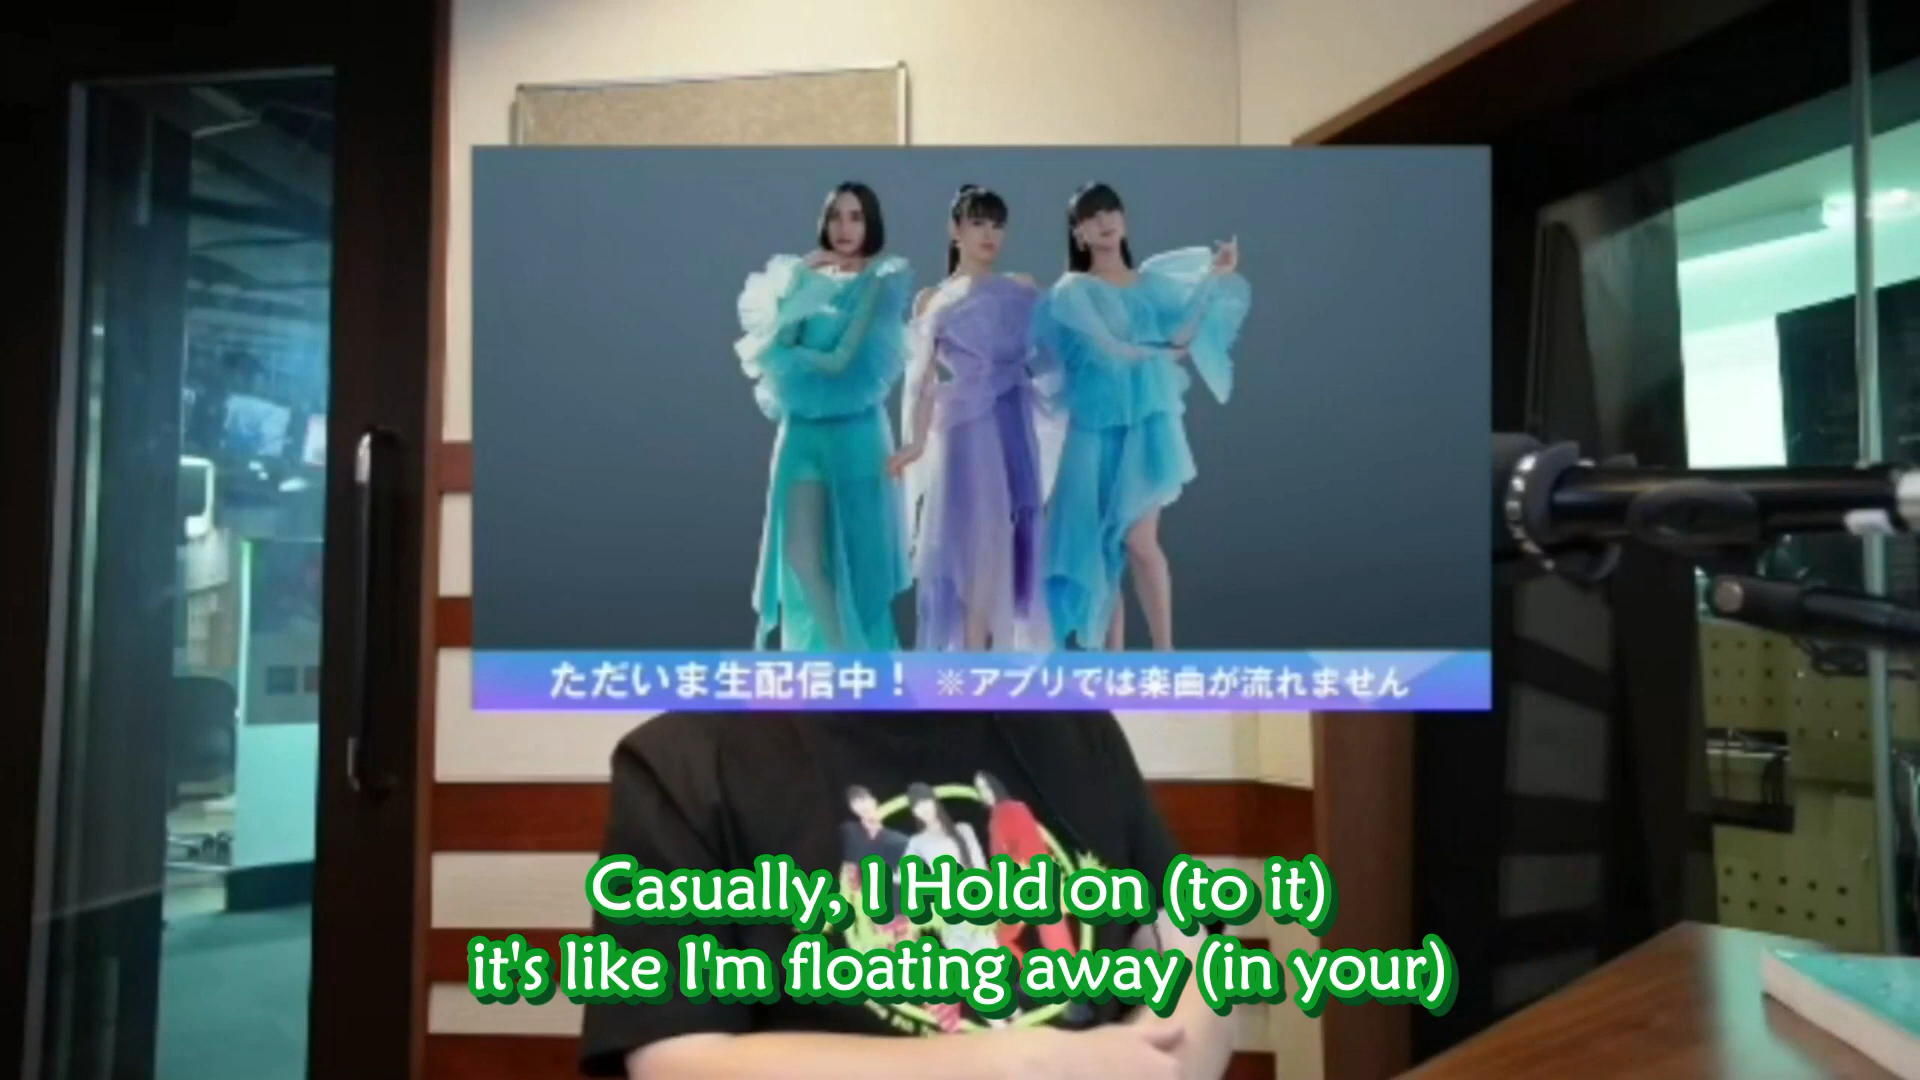 ただいま生配信中！ ※アプリでは楽曲が流れません
Casually, I Hold on (to it)
it's like I'm floating away (in your)